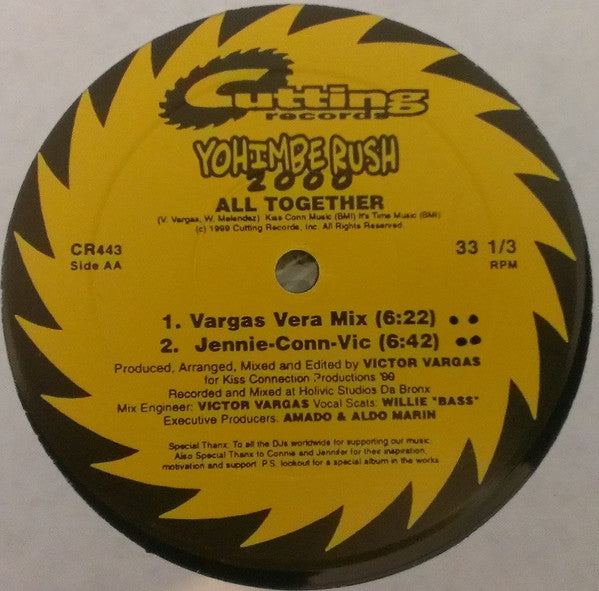 Cutting
records
YOHIMBE RUSH
2000
ALL TOGETHER
(V. Vargas, W. Melendez) Kiss Conn Music (BMI) It's Time Music (BMI)
(c) 1999 Cutting Records, Inc. All Rights Reserved
CR443
Side AA
33 1/3
RPM
1. Vargas Vera Mix (6:22)
2. Jennie-Conn-Vic (6:42)
Produced, Arranged, Mixed and Edited by VICTOR VARGAS
for Kiss Connection Productions '99
Recorded and Mixed at Holivic Studios Da Bronx
Mix Engineer: VICTOR VARGAS Vocal Scats: WILLIE "BASS"
Executive Producers: AMADO & ALDO MARIN
Special Thanx: To all the DJs worldwide for supporting our music.
Also Special Thanx to Connie and Jennifer for their inspiration,
motivation and support. P.S. lookout for a special album in the works